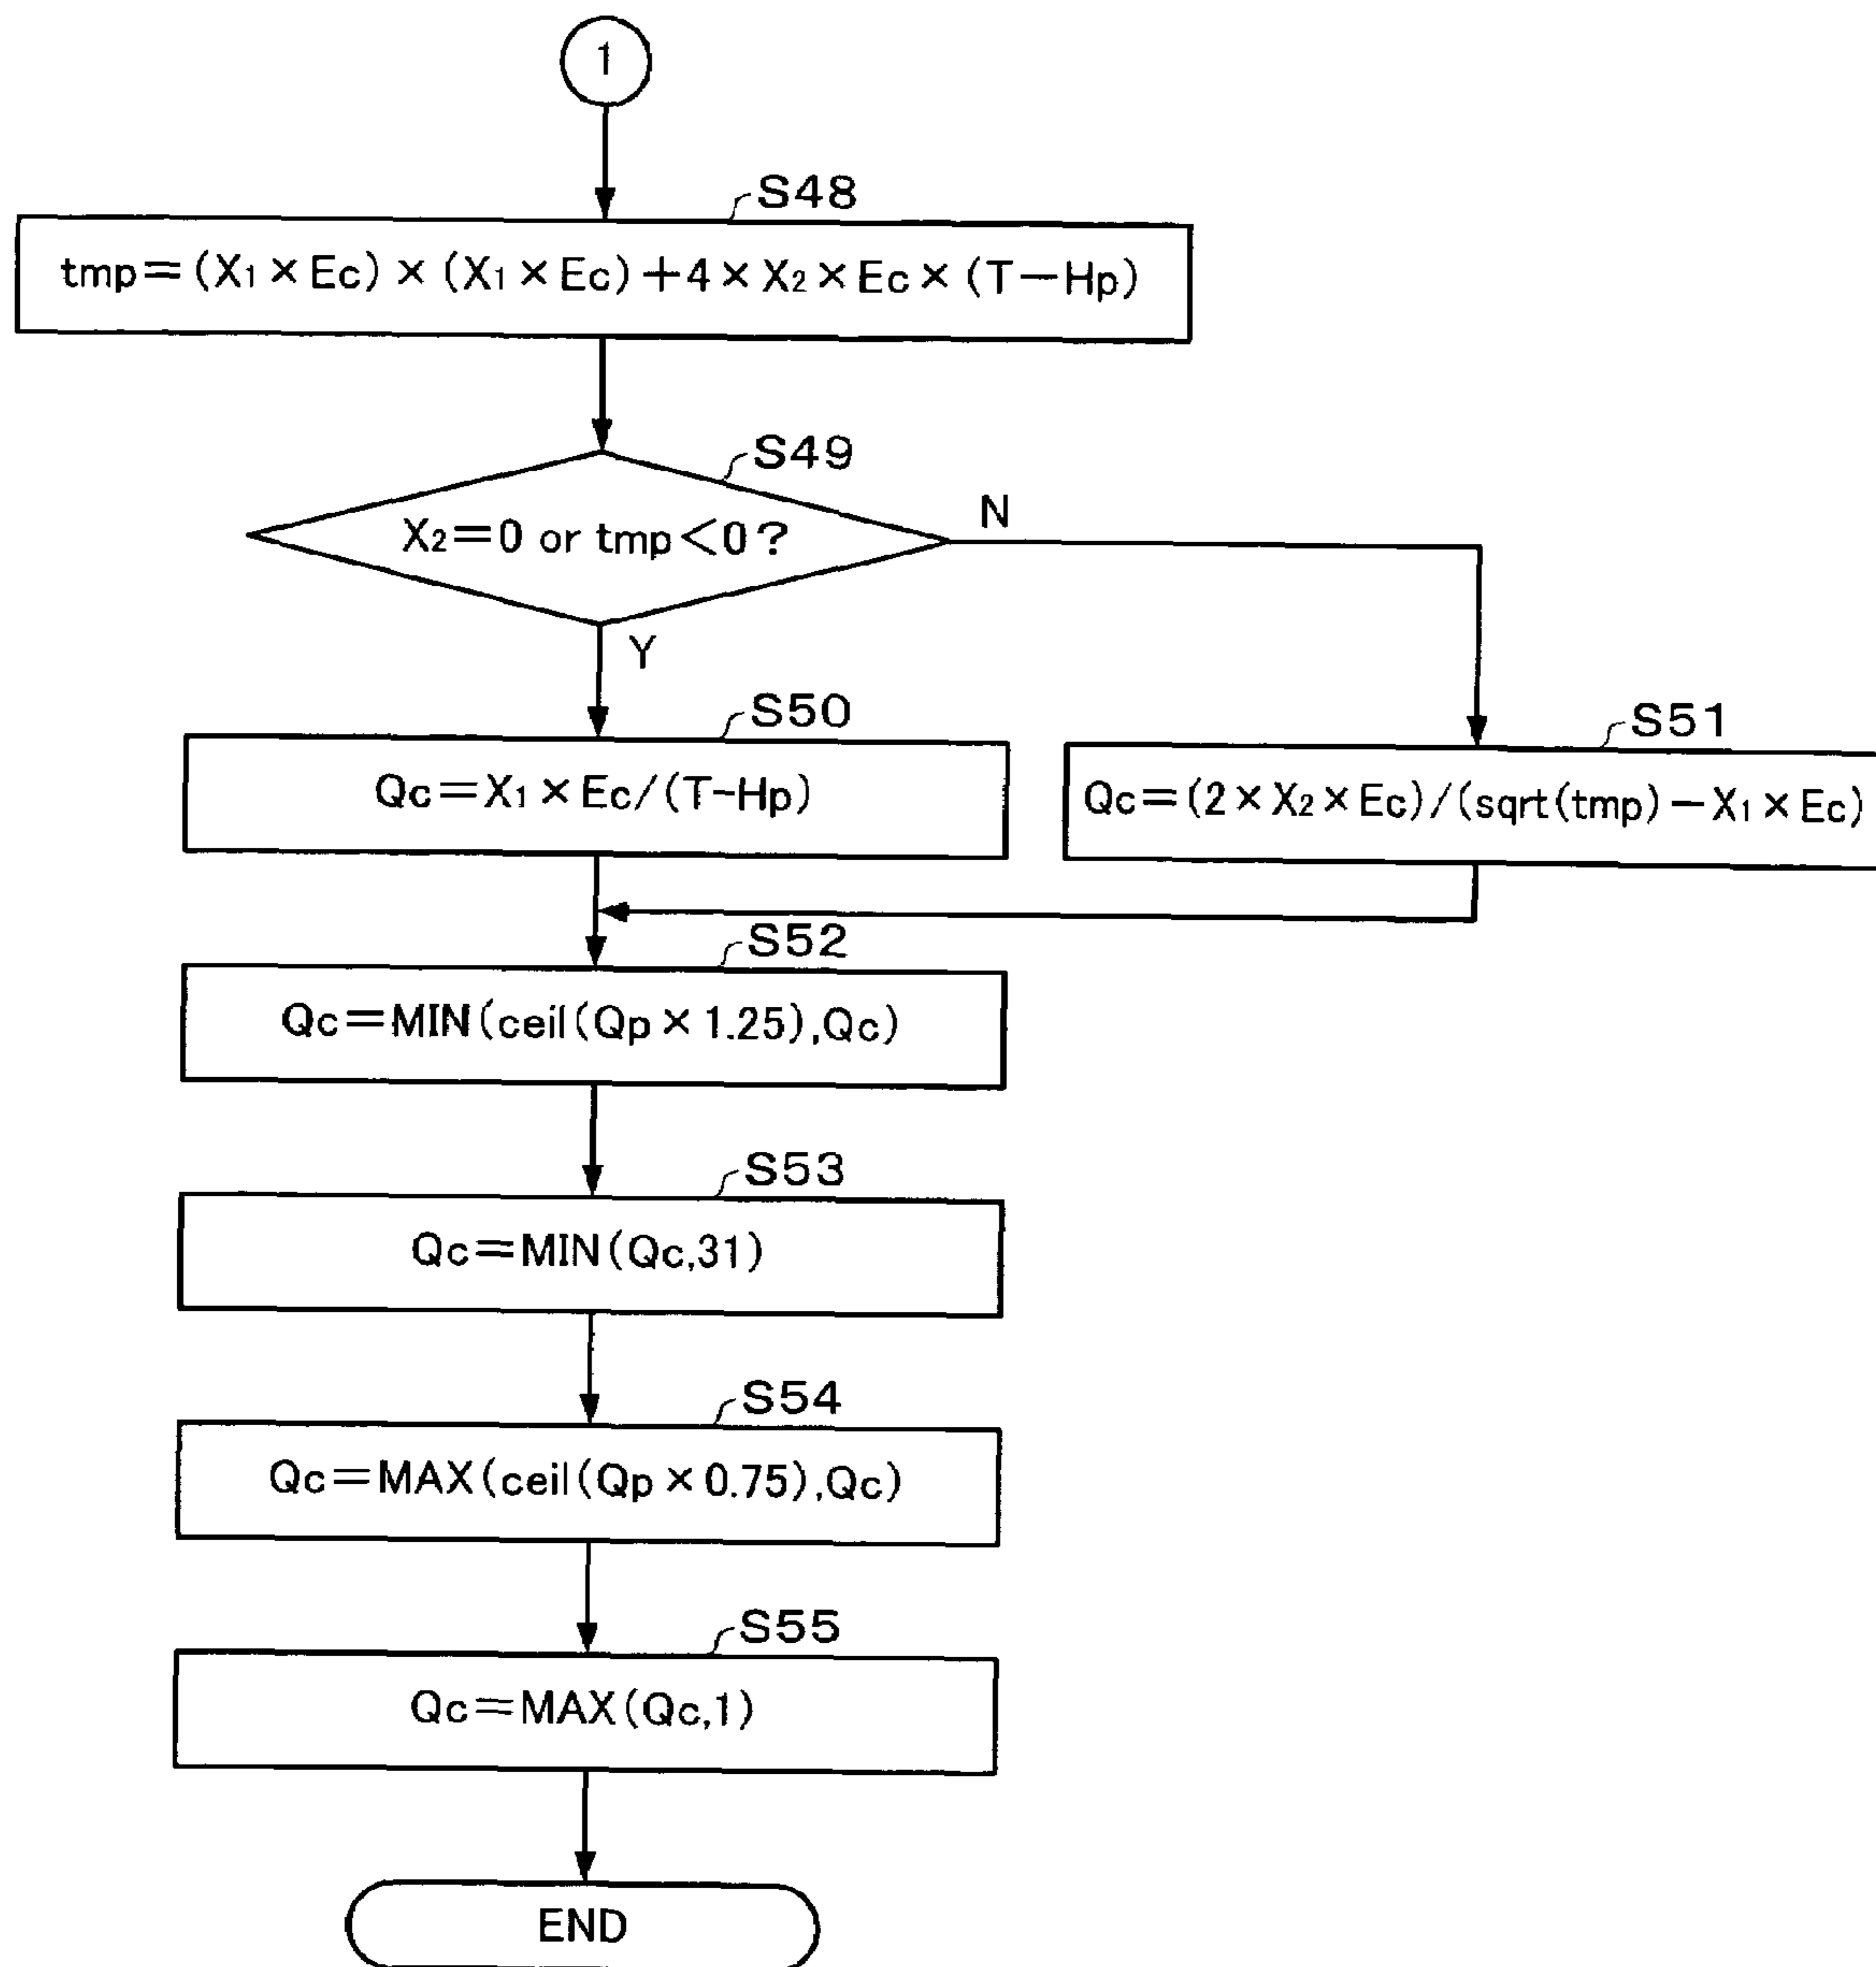 1
S48
tmp=(X₁×Ec)×(X₁×Ec)+4×X₂×Ec×(T−Hp)
S49
X₂=0 or tmp<0?
N
Y
S50
Qc=X₁×Ec/(T-Hp)
S51
Qc=(2×X₂×Ec)/(sqrt(tmp)−X₁×Ec)
S52
Qc=MIN(ceil(Qp×1.25),Qc)
S53
Qc=MIN(Qc,31)
S54
Qc=MAX(ceil(Qp×0.75),Qc)
S55
Qc=MAX(Qc,1)
END